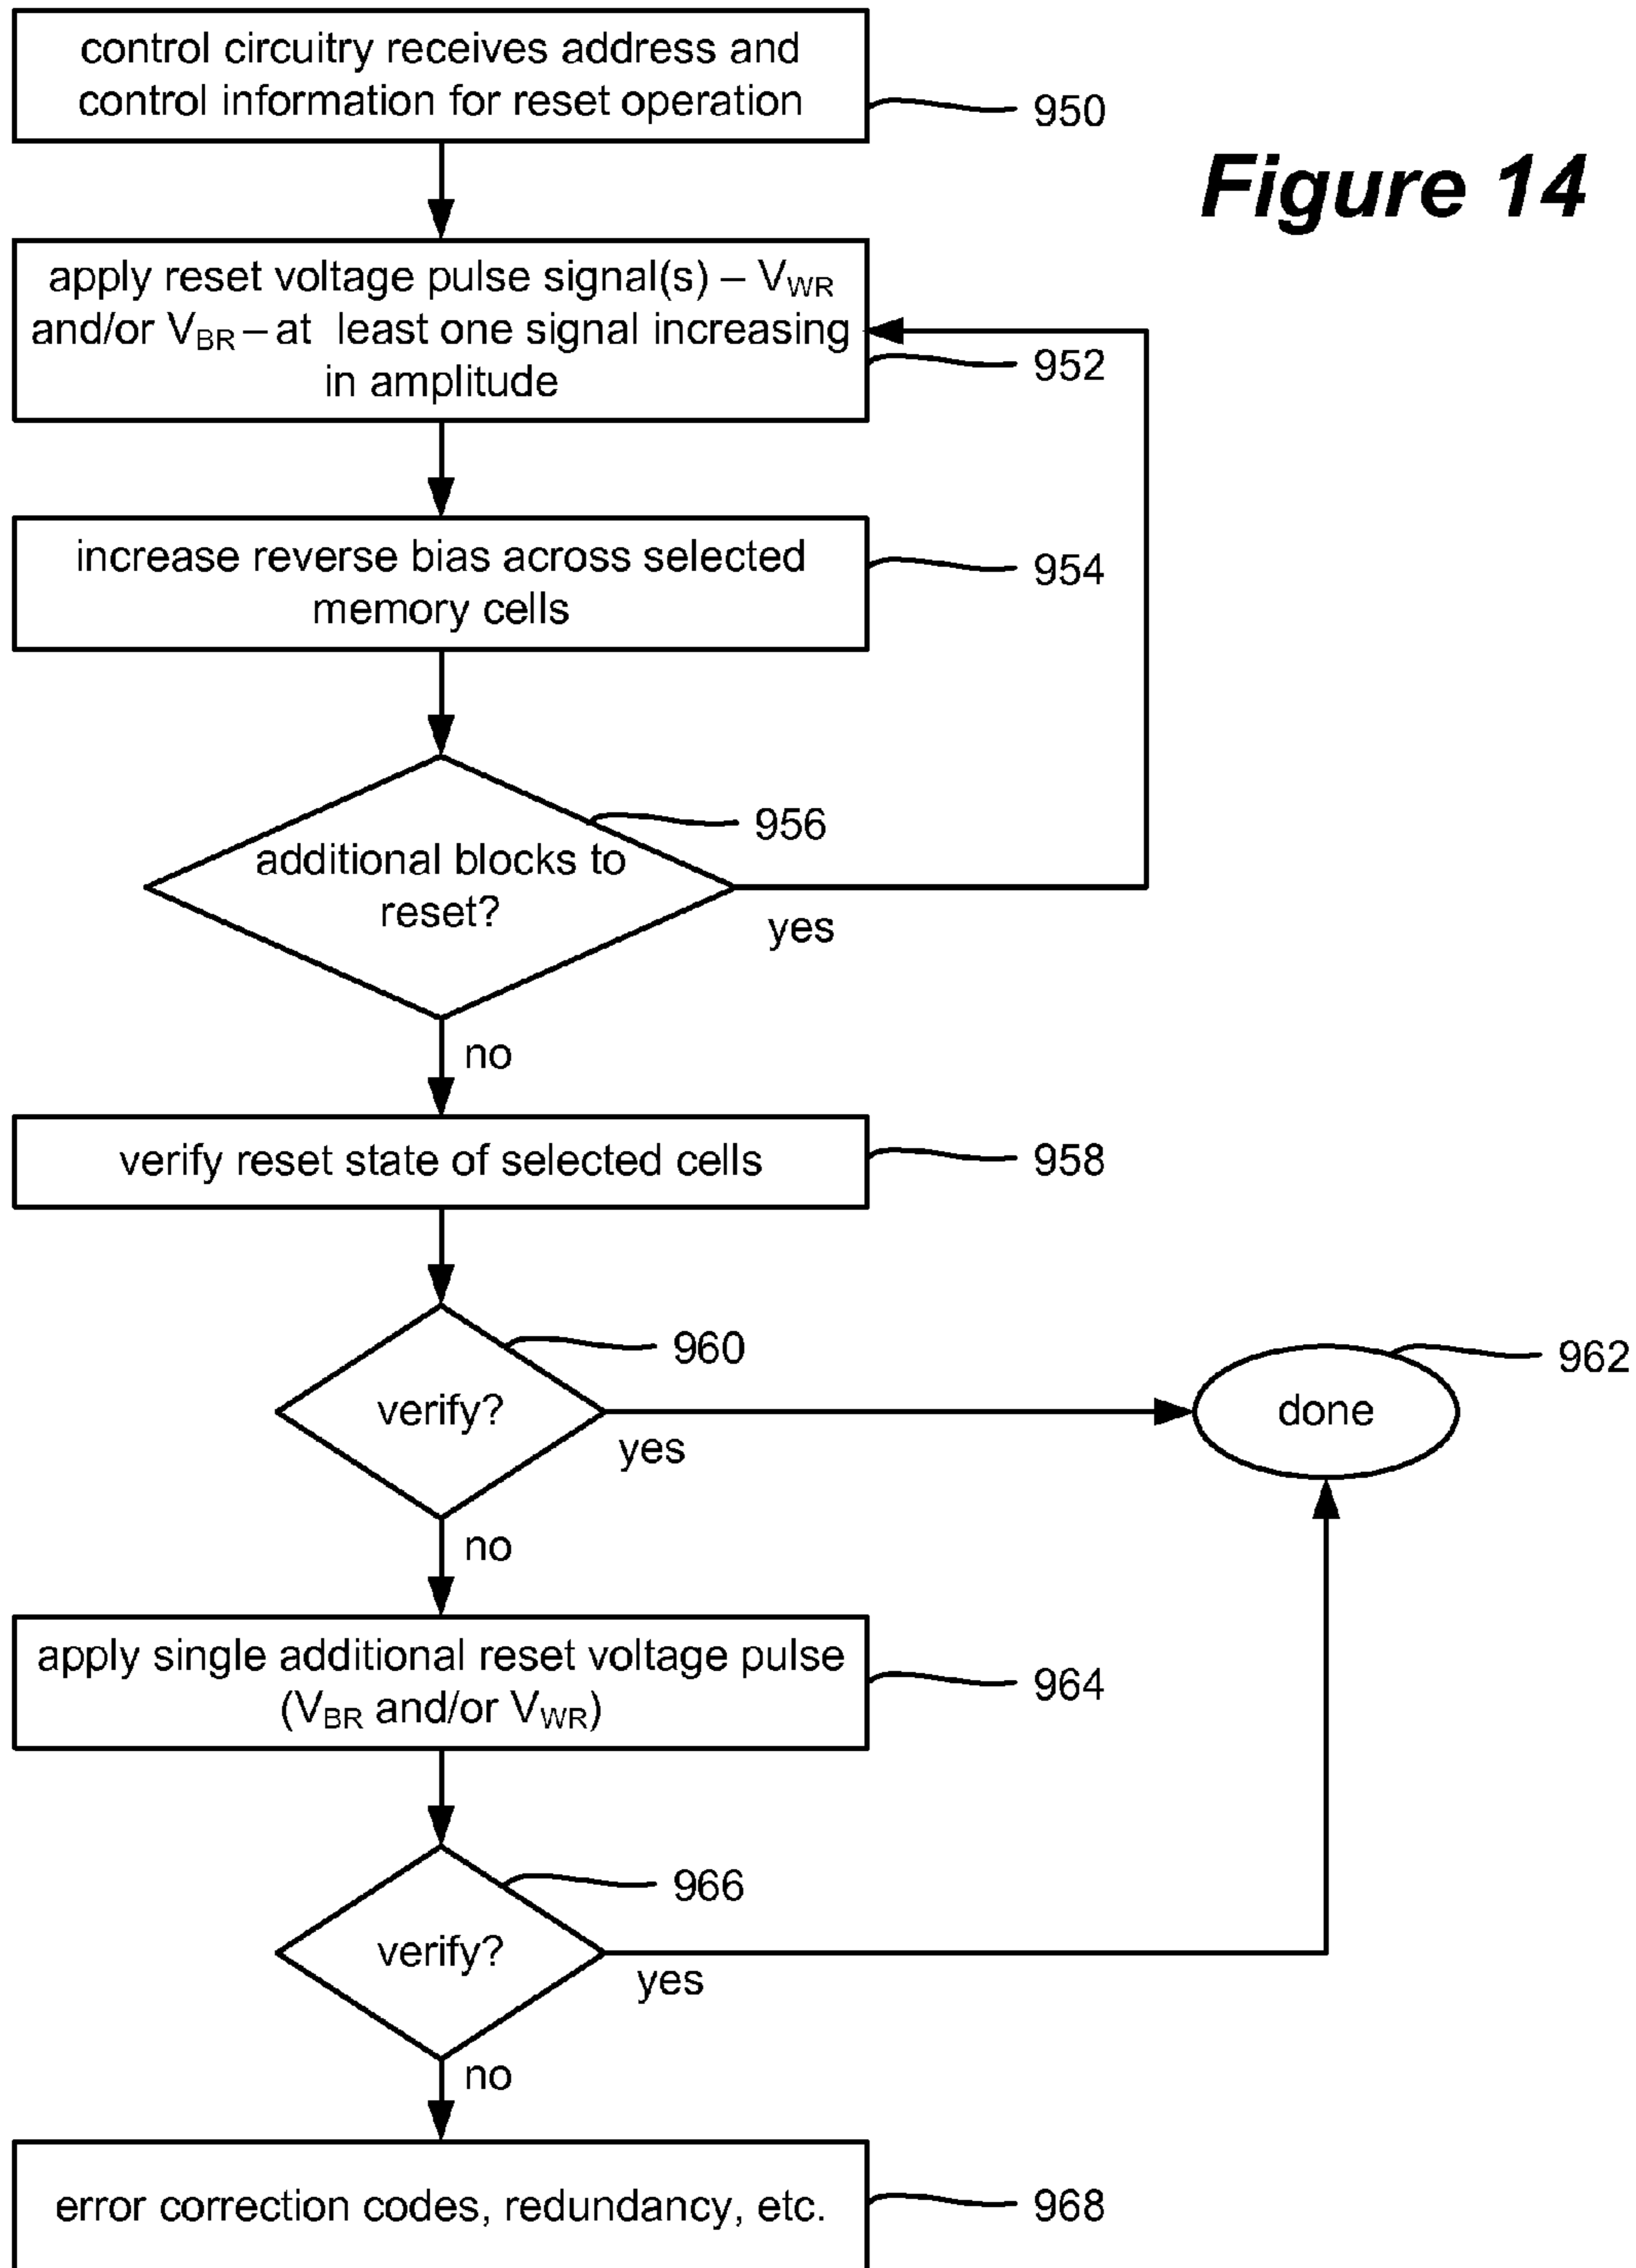 control circuitry receives address and
control information for reset operation
950
Figure 14
apply reset voltage pulse signal(s) – VWR
and/or VBR – at least one signal increasing
in amplitude
952
increase reverse bias across selected
memory cells
954
956
additional blocks to
reset?
yes
no
verify reset state of selected cells
958
960
verify?
yes
962
done
no
apply single additional reset voltage pulse
(VBR and/or VWR)
964
966
verify?
yes
no
error correction codes, redundancy, etc.
968